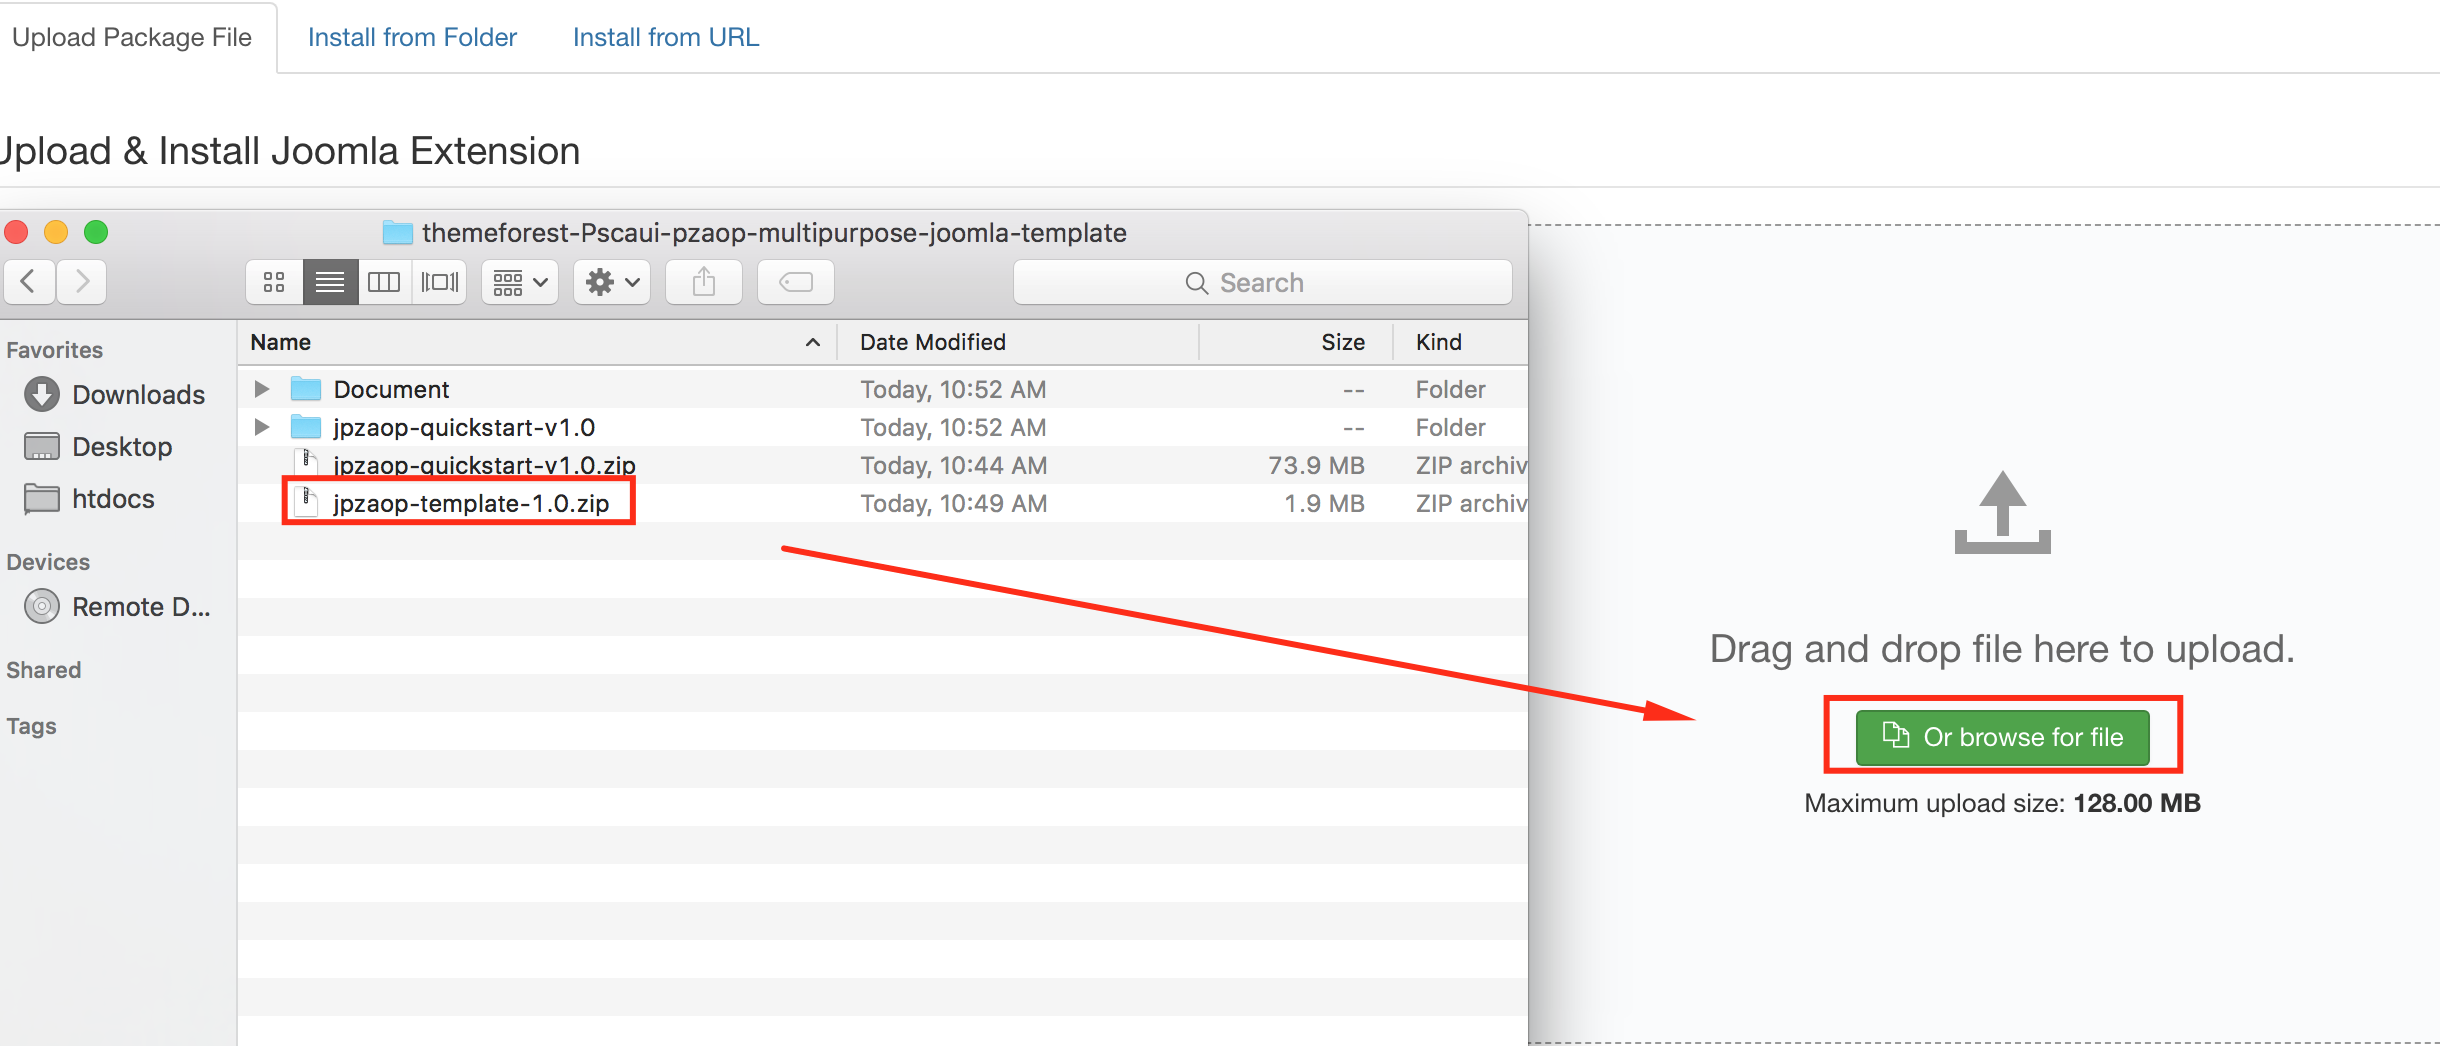 Upload Package File Install from Folder Install from URL
Upload & Install Joomla Extension
themeforest-Pscaui-pzaop-multipurpose-joomla-template
Search
Favorites
Downloads
Desktop
htdocs
Devices
Remote D...
Shared
Tags
Name Date Modified Size Kind
Document Today, 10:52 AM -- Folder
jpzaop-quickstart-v1.0 Today, 10:52 AM -- Folder
jpzaop-quickstart-v1.0.zip Today, 10:44 AM 73.9 MB ZIP archiv
jpzaop-template-1.0.zip Today, 10:49 AM 1.9 MB ZIP archiv
Drag and drop file here to upload.
Or browse for file
Maximum upload size: 128.00 MB